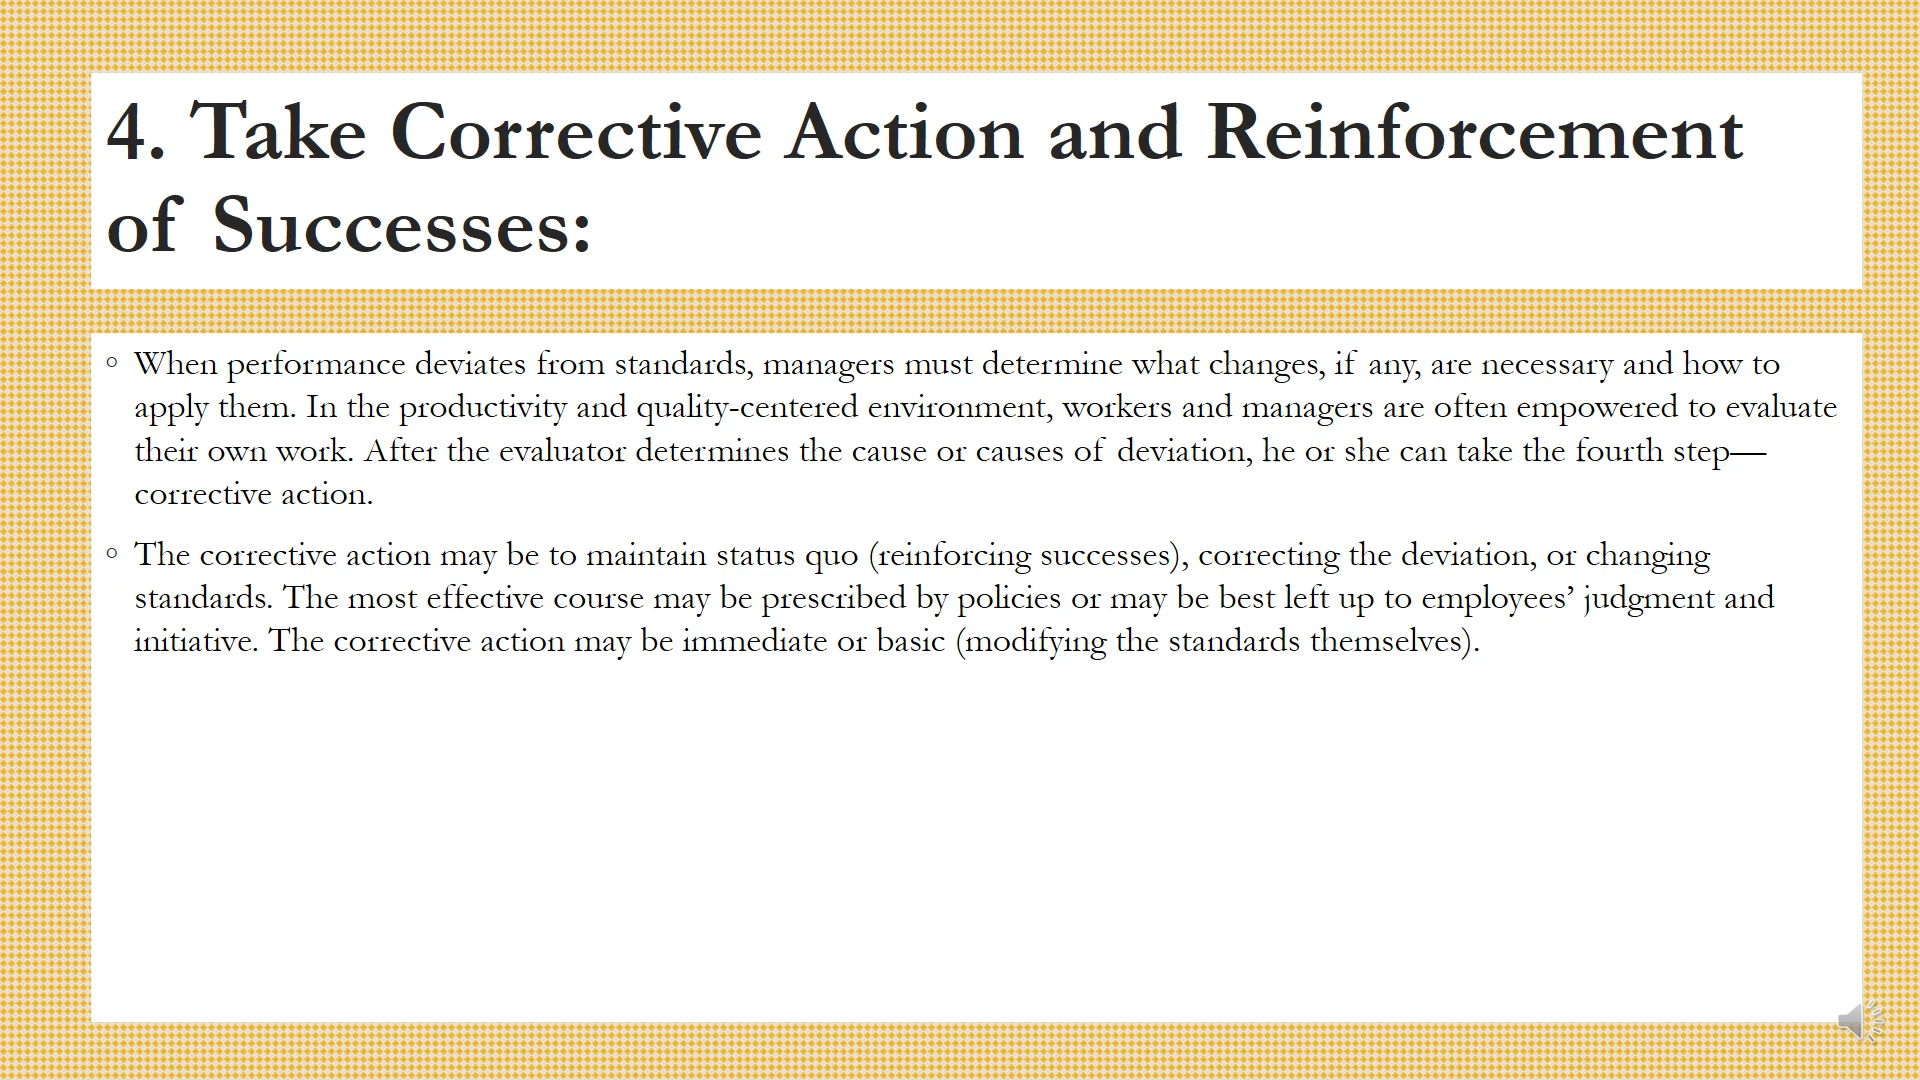 4. Take Corrective Action and Reinforcement
of Successes:
◦ When performance deviates from standards, managers must determine what changes, if any, are necessary and how to
apply them. In the productivity and quality-centered environment, workers and managers are often empowered to evaluate
their own work. After the evaluator determines the cause or causes of deviation, he or she can take the fourth step—
corrective action.
◦ The corrective action may be to maintain status quo (reinforcing successes), correcting the deviation, or changing
standards. The most effective course may be prescribed by policies or may be best left up to employees’ judgment and
initiative. The corrective action may be immediate or basic (modifying the standards themselves).